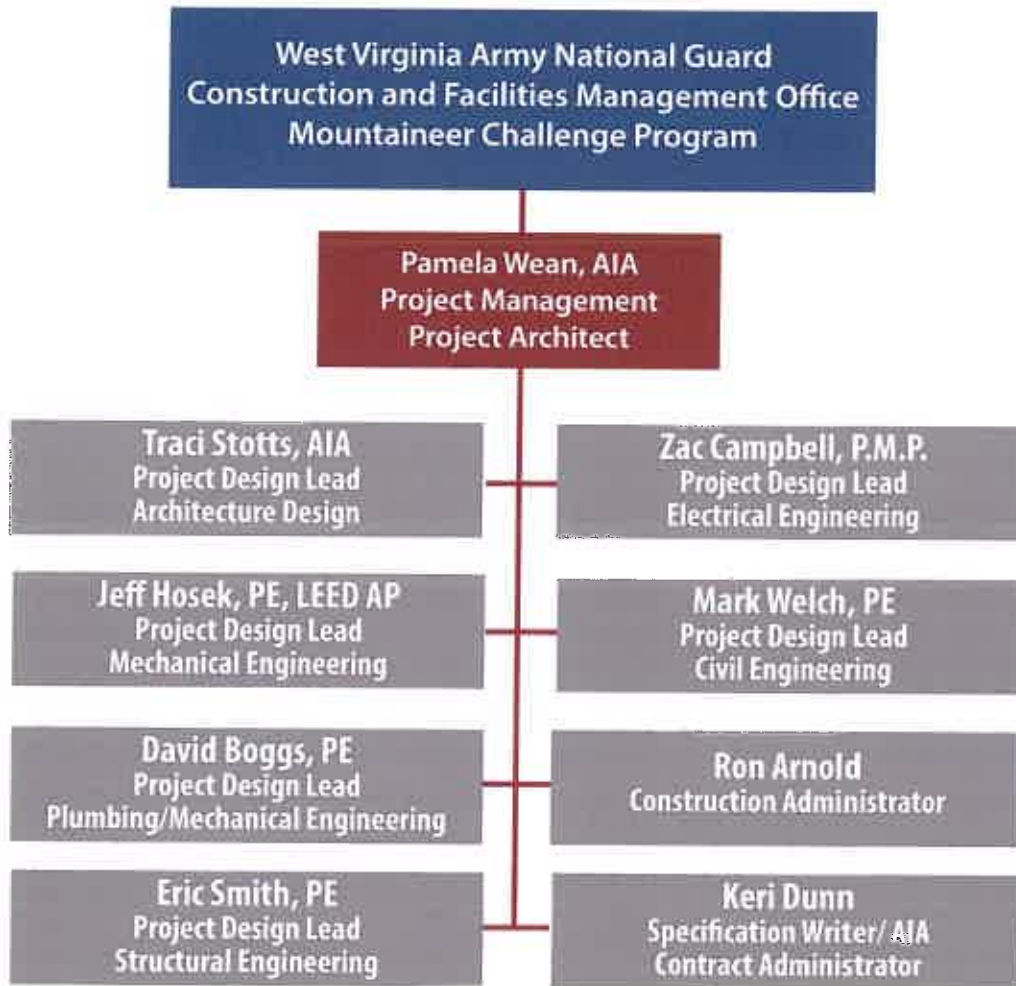 West Virginia Army National Guard
Construction and Facilities Management Office
Mountaineer Challenge Program
Pamela Wean, AIA
Project Management
Project Architect
Traci Stotts, AIA
Project Design Lead
Architecture Design
Zac Campbell, P.M.P.
Project Design Lead
Electrical Engineering
Jeff Hosek, PE, LEED AP
Project Design Lead
Mechanical Engineering
Mark Welch, PE
Project Design Lead
Civil Engineering
David Boggs, PE
Project Design Lead
Plumbing/Mechanical Engineering
Ron Arnold
Construction Administrator
Eric Smith, PE
Project Design Lead
Structural Engineering
Keri Dunn
Specification Writer/ AIA
Contract Administrator